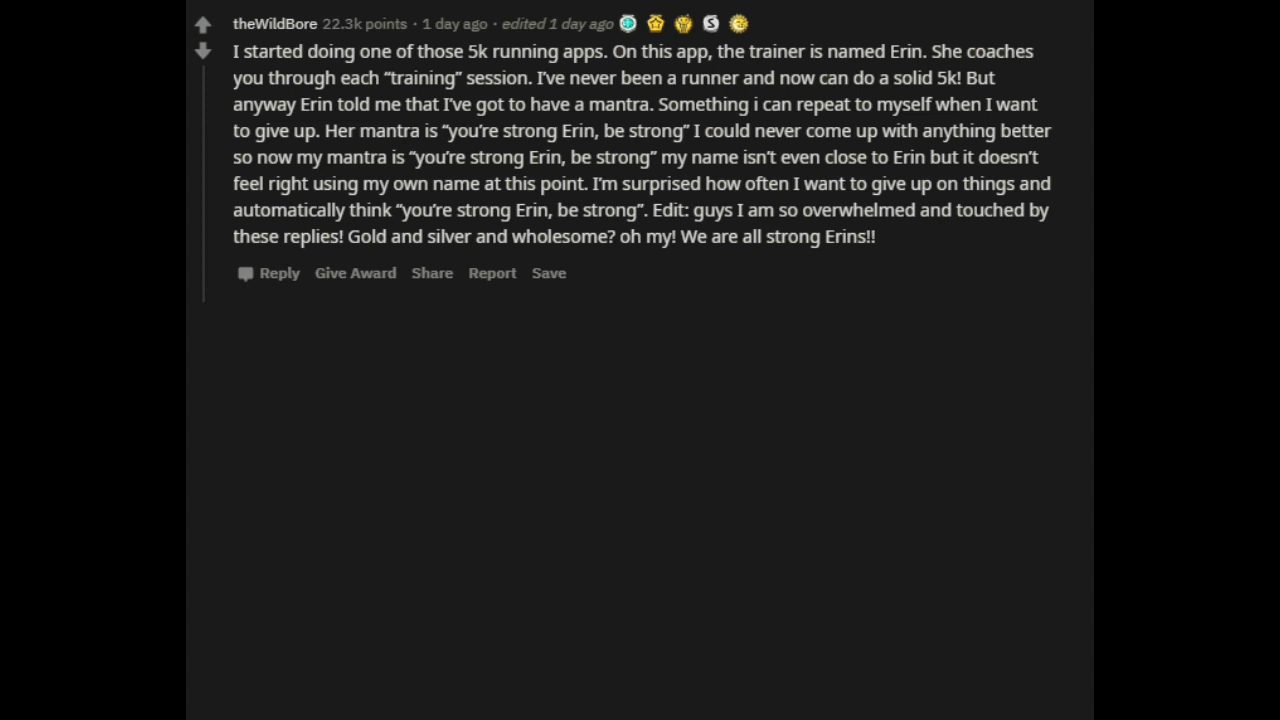 theWildBore 22.3k points · 1 day ago · edited 1 day ago
I started doing one of those 5k running apps. On this app, the trainer is named Erin. She coaches
you through each “training” session. I’ve never been a runner and now can do a solid 5k! But
anyway Erin told me that I’ve got to have a mantra. Something i can repeat to myself when I want
to give up. Her mantra is “you’re strong Erin, be strong” I could never come up with anything better
so now my mantra is “you’re strong Erin, be strong” my name isn’t even close to Erin but it doesn’t
feel right using my own name at this point. I’m surprised how often I want to give up on things and
automatically think “you’re strong Erin, be strong”. Edit: guys I am so overwhelmed and touched by
these replies! Gold and silver and wholesome? oh my! We are all strong Erins!!
Reply Give Award Share Report Save